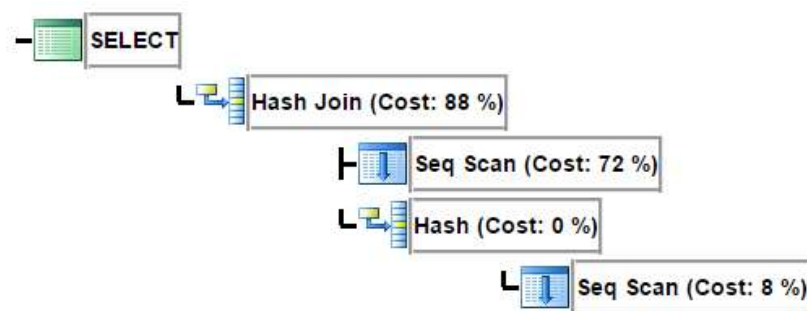 SELECT
Hash Join (Cost: 88 %)
Seq Scan (Cost: 72 %)
Hash (Cost: 0 %)
Seq Scan (Cost: 8 %)